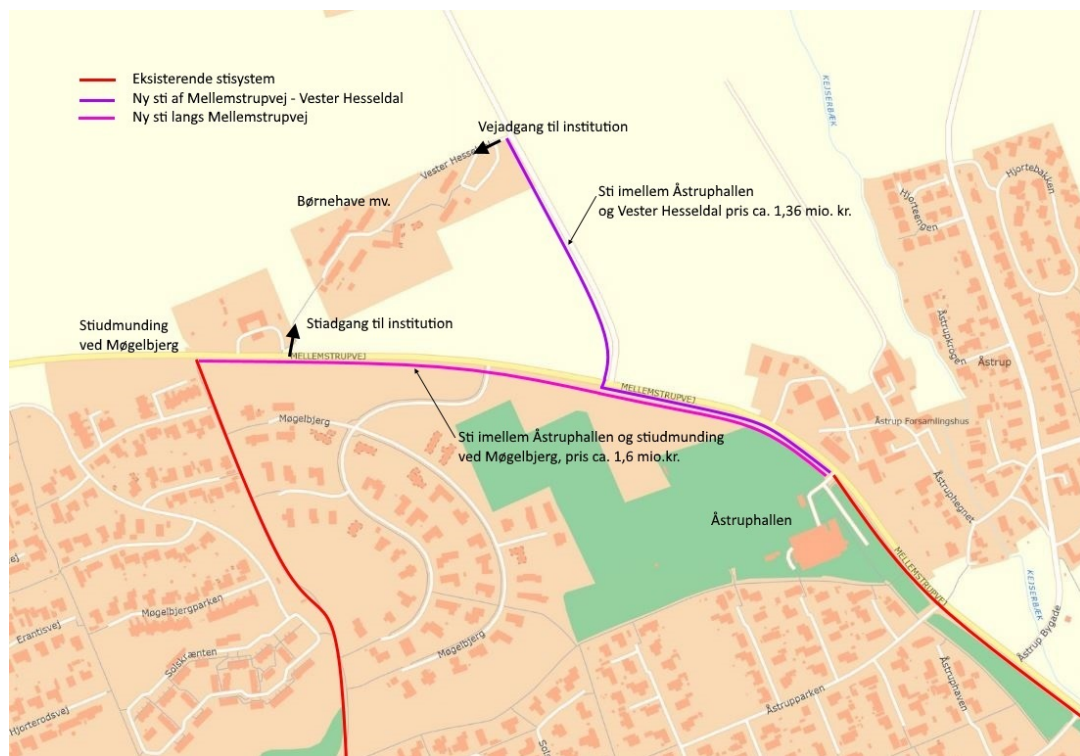 Eksisterende stisystem
Ny sti af Mellemstrupvej - Vester Hesseldal
Ny sti langs Mellemstrupvej
KEJSERBÆK
Vejadgang til institution
Vester Hesseldal
Hjortebakken
Hjorteengen
Børnehave mv.
Sti imellem Åstruphallen
og Vester Hesseldal pris ca. 1,36 mio. kr.
Stiudmunding
ved Møgelbjerg
Stiadgang til institution
MELLEMSTRUPVEJ
Åstrupkrogen
Åstrup
MELLEMSTRUPVEJ
Møgelbjerg
Åstrup Forsamlingshus
Sti imellem Åstruphallen og stiudmunding
ved Møgelbjerg, pris ca. 1,6 mio.kr.
Åstruphegnet
Åstruphallen
MELLEMSTRUPVEJ
KEJSERBÆK
Møgelbjergparken
Erantisvej
Solskrænten
Møgelbjerg
Åstrup Bygade
Åstrupparken
Åstruphaven
Hjorterodsvej